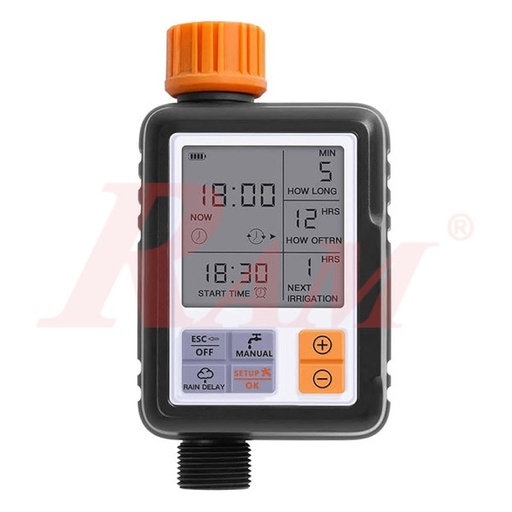 MIN
5
HOW LONG
18:00
NOW
12 HRS
HOW OFTRN
18:30
START TIME
HRS
1
NEXT
IRRIGATION
ESC
OFF
MANUAL
+
RAIN DELAY
SETUP
OK
−
RAM®